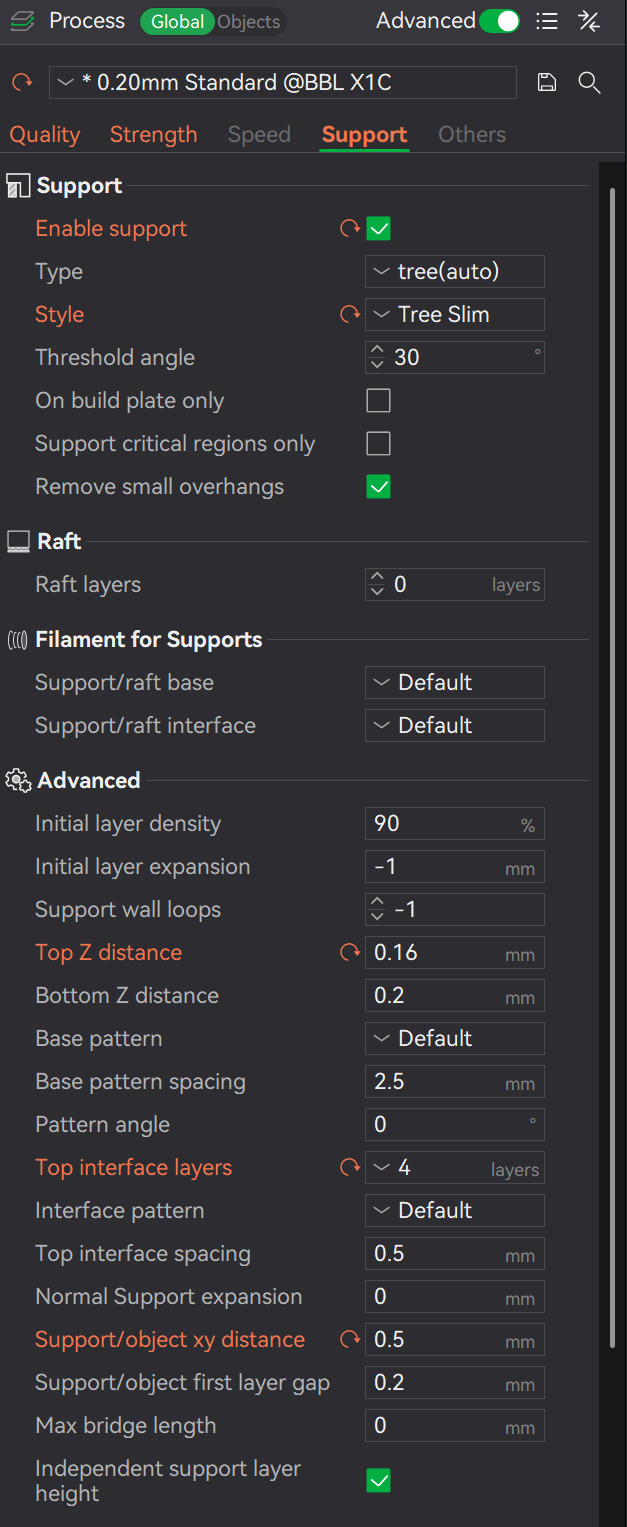 Process Global Objects Advanced
* 0.20mm Standard @BBL X1C
Quality Strength Speed Support Others
Support
Enable support
Type tree(auto)
Style Tree Slim
Threshold angle 30 °
On build plate only
Support critical regions only
Remove small overhangs
Raft
Raft layers 0 layers
Filament for Supports
Support/raft base Default
Support/raft interface Default
Advanced
Initial layer density 90 %
Initial layer expansion -1 mm
Support wall loops -1
Top Z distance 0.16 mm
Bottom Z distance 0.2 mm
Base pattern Default
Base pattern spacing 2.5 mm
Pattern angle 0 °
Top interface layers 4 layers
Interface pattern Default
Top interface spacing 0.5 mm
Normal Support expansion 0 mm
Support/object xy distance 0.5 mm
Support/object first layer gap 0.2 mm
Max bridge length 0 mm
Independent support layer
height